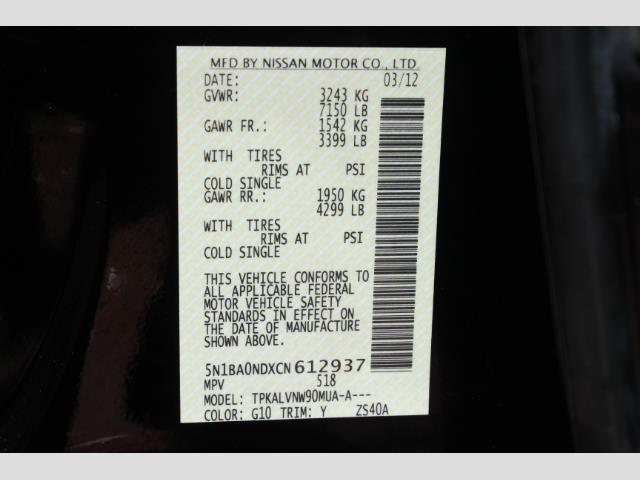 MFD BY NISSAN MOTOR CO., LTD.
DATE: 03/12
GVWR: 3243 KG
7150 LB
GAWR FR.: 1542 KG
3399 LB
WITH TIRES
RIMS AT PSI
COLD SINGLE
GAWR RR.: 1950 KG
4299 LB
WITH TIRES
RIMS AT PSI
COLD SINGLE
THIS VEHICLE CONFORMS TO
ALL APPLICABLE FEDERAL
MOTOR VEHICLE SAFETY
STANDARDS IN EFFECT ON
THE DATE OF MANUFACTURE
SHOWN ABOVE.
5N1BA0NDXCN612937
MPV 518
MODEL: TPKALVNW90MUA-A---
COLOR: G10 TRIM: Y ZS40A